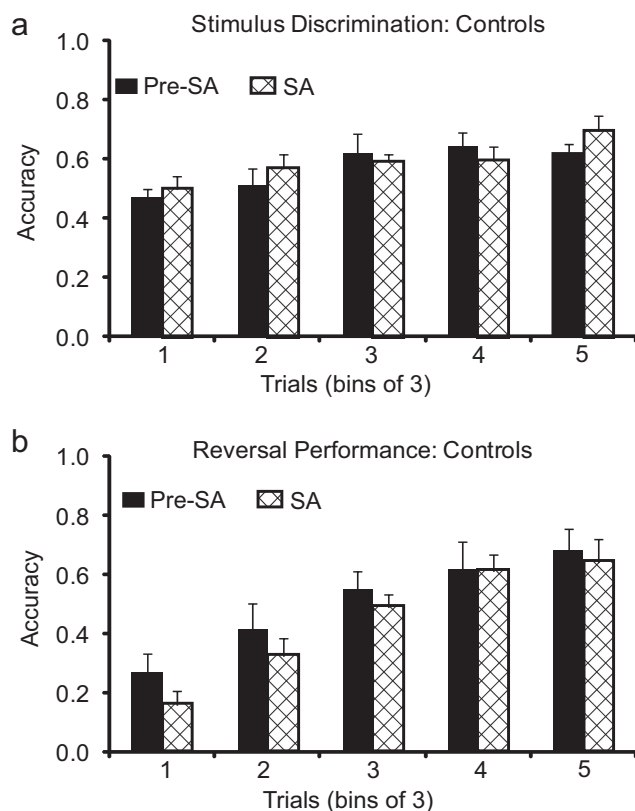 a
Stimulus Discrimination: Controls
1.0
Pre-SA SA
0.8
0.6
0.4
0.2
0.0
Accuracy
1 2 3 4 5
Trials (bins of 3)
b
Reversal Performance: Controls
1.0
Pre-SA SA
0.8
0.6
0.4
0.2
0.0
Accuracy
1 2 3 4 5
Trials (bins of 3)